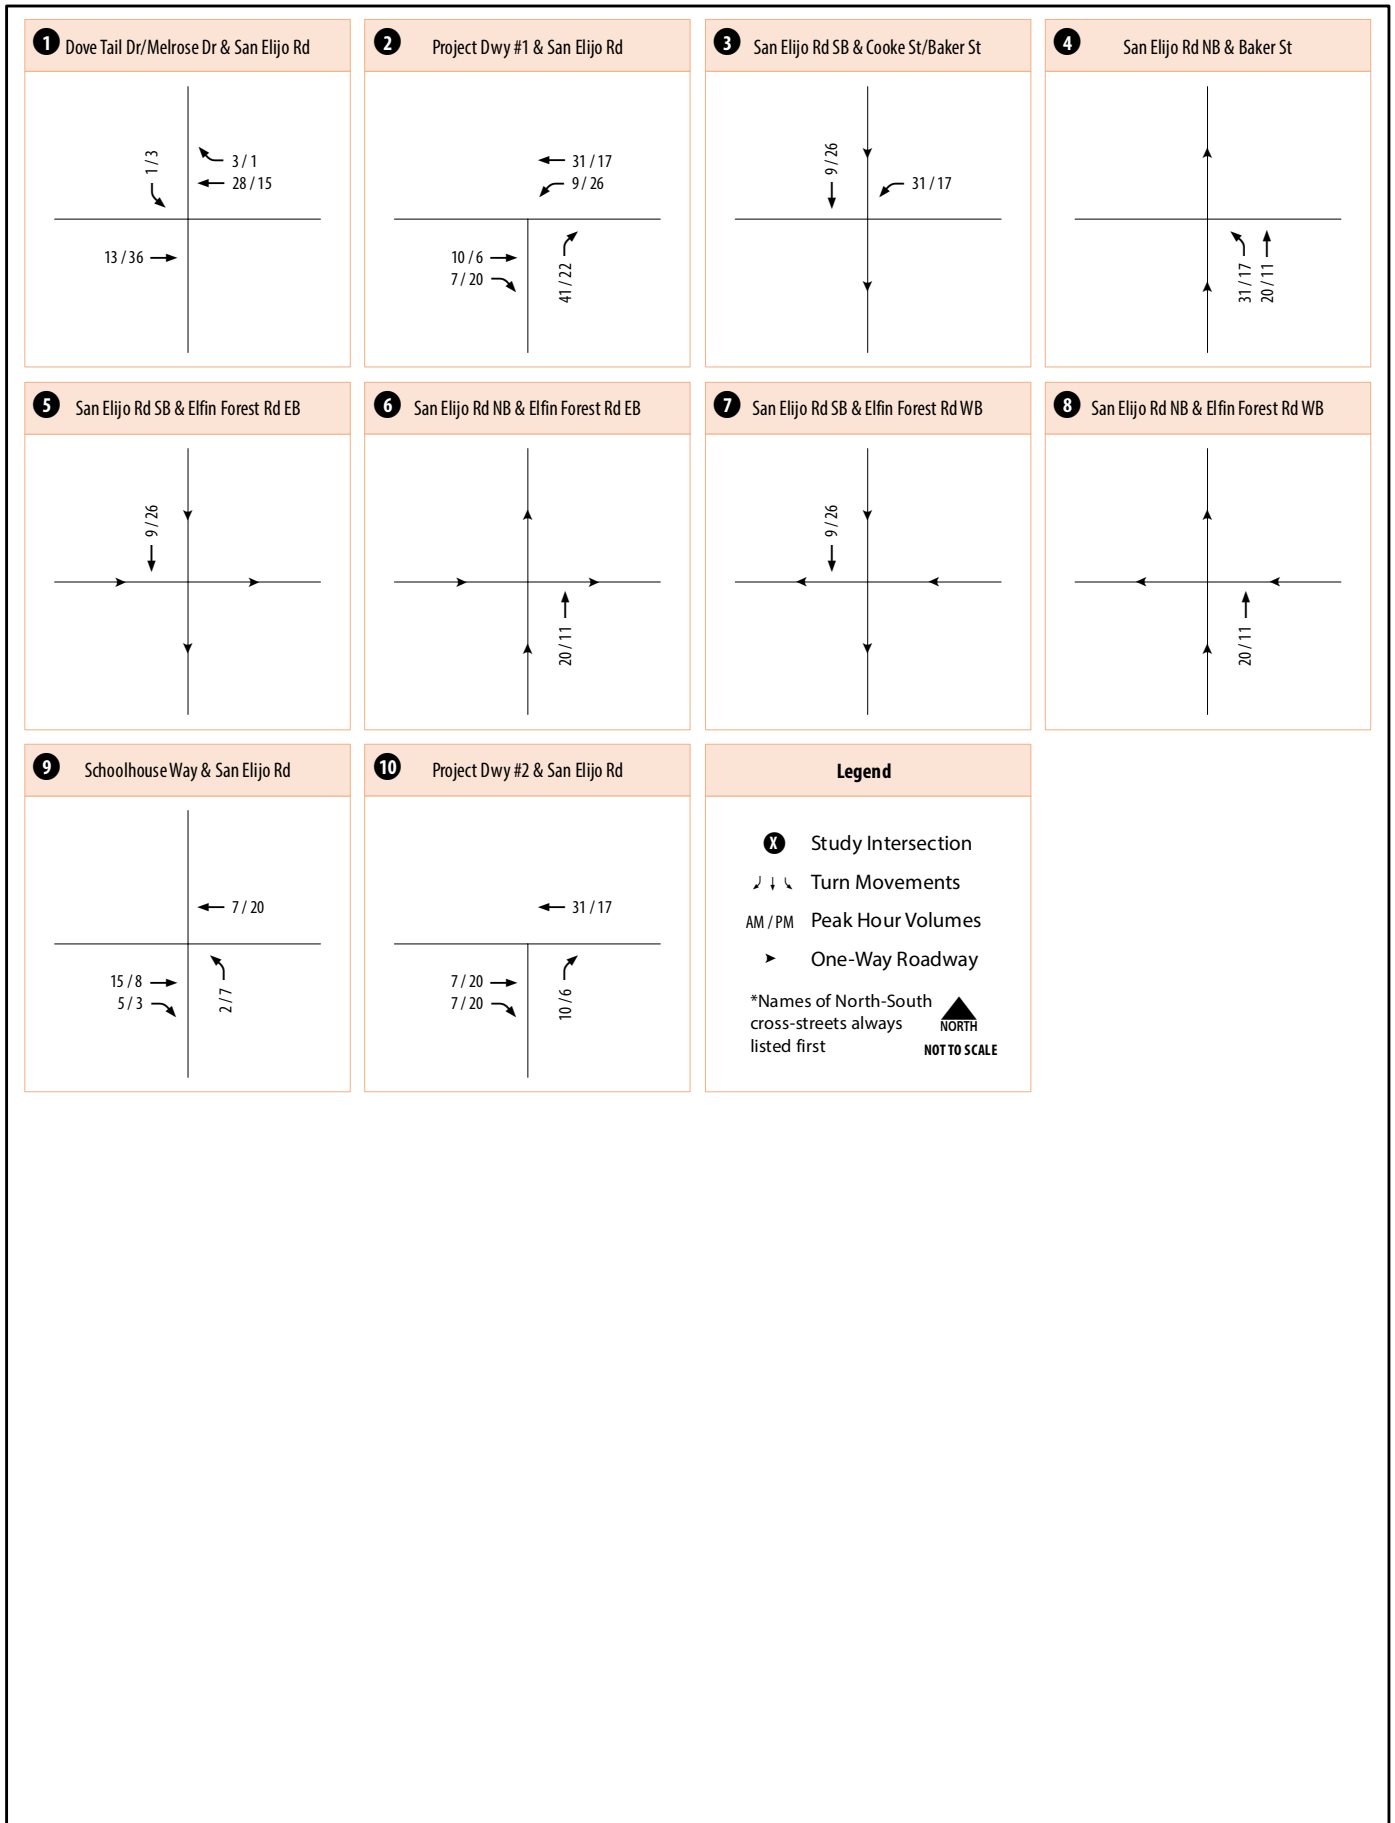 1 Dove Tail Dr/Melrose Dr & San Elijo Rd
1 / 3
3 / 1
28 / 15
13 / 36
2 Project Dwy #1 & San Elijo Rd
31 / 17
9 / 26
10 / 6
7 / 20
41 / 22
3 San Elijo Rd SB & Cooke St/Baker St
9 / 26
31 / 17
4 San Elijo Rd NB & Baker St
31 / 17
20 / 11
5 San Elijo Rd SB & Elfin Forest Rd EB
9 / 26
6 San Elijo Rd NB & Elfin Forest Rd EB
20 / 11
7 San Elijo Rd SB & Elfin Forest Rd WB
9 / 26
8 San Elijo Rd NB & Elfin Forest Rd WB
20 / 11
9 Schoolhouse Way & San Elijo Rd
7 / 20
15 / 8
5 / 3
2 / 7
10 Project Dwy #2 & San Elijo Rd
31 / 17
7 / 20
7 / 20
10 / 6
Legend
X Study Intersection
Turn Movements
AM / PM Peak Hour Volumes
One-Way Roadway
*Names of North-South
cross-streets always
listed first
NORTH
NOT TO SCALE